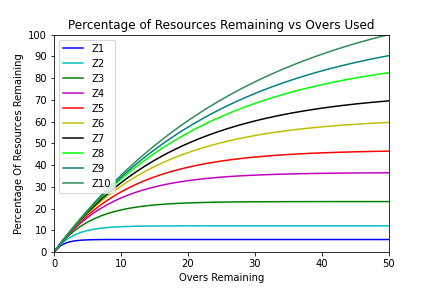 Percentage of Resources Remaining vs Overs Used
Percentage Of Resources Remaining
100
90
80
70
60
50
40
30
20
10
0
Z1
Z2
Z3
Z4
Z5
Z6
Z7
Z8
Z9
Z10
0 10 20 30 40 50
Overs Remaining